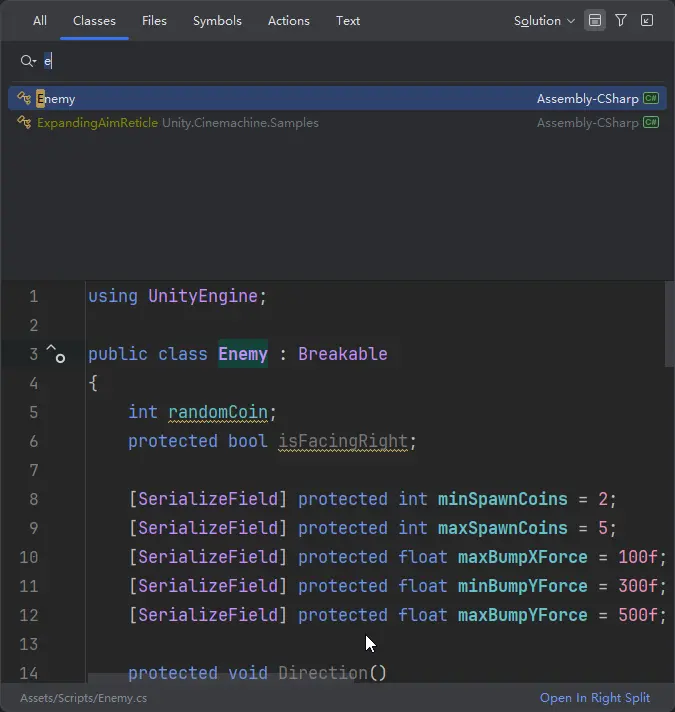 All Classes Files Symbols Actions Text Solution
e
Enemy Assembly-CSharp C#
ExpandingAimReticle Unity.Cinemachine.Samples Assembly-CSharp C#
1 using UnityEngine;
2
3 public class Enemy : Breakable
4 {
5 int randomCoin;
6 protected bool isFacingRight;
7
8 [SerializeField] protected int minSpawnCoins = 2;
9 [SerializeField] protected int maxSpawnCoins = 5;
10 [SerializeField] protected float maxBumpXForce = 100f;
11 [SerializeField] protected float minBumpYForce = 300f;
12 [SerializeField] protected float maxBumpYForce = 500f;
13
14 protected void Direction()
Assets/Scripts/Enemy.cs Open In Right Split